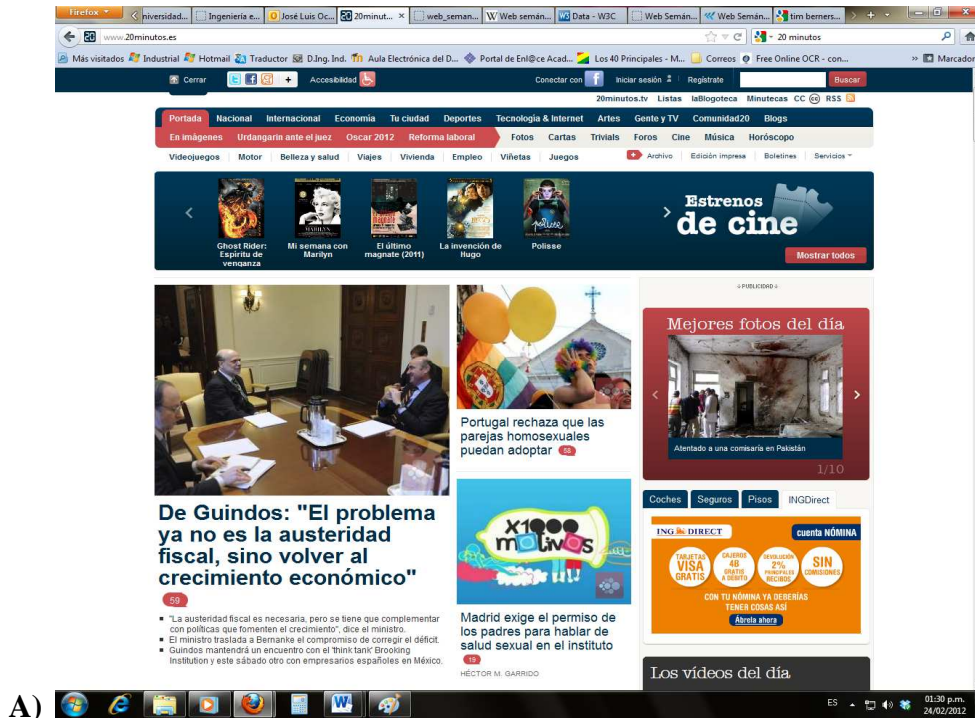 Firefox
niversidad...
Ingeniería e...
José Luis Oc...
20minut...
web_seman...
Web semán...
Data - W3C
Web Semán...
Web Semán...
tim berners...
www.20minutos.es
20 minutos
Más visitados
Industrial
Hotmail
Traductor
D.Ing. Ind.
Aula Electrónica del D...
Portal de Enl@ce Acad...
Los 40 Principales - M...
Correos
Free Online OCR - con...
Marcador
Cerrar
Accesibilidad
Conectar con
Iniciar sesión
Regístrate
Buscar
20minutos.tv Listas laBlogoteca Minutecas CC RSS
Portada Nacional Internacional Economía Tu ciudad Deportes Tecnología & Internet Artes Gente y TV Comunidad20 Blogs
En imágenes Urdangarin ante el juez Oscar 2012 Reforma laboral Fotos Cartas Trivials Foros Cine Música Horóscopo
Videojuegos Motor Belleza y salud Viajes Vivienda Empleo Viñetas Juegos Archivo Edición impresa Boletines Servicios
Ghost Rider:
Espíritu de
venganza
Mi semana con
Marilyn
El último
magnate (2011)
La invención de
Hugo
Polisse
Estrenos
de cine
Mostrar todos
De Guindos: "El problema
ya no es la austeridad
fiscal, sino volver al
crecimiento económico"
59
"La austeridad fiscal es necesaria, pero se tiene que complementar
con políticas que fomenten el crecimiento", dice el ministro.
El ministro traslada a Bernanke el compromiso de corregir el déficit.
Guindos mantendrá un encuentro con el 'think tank' Brooking
Institution y este sábado otro con empresarios españoles en México.
Portugal rechaza que las
parejas homosexuales
puedan adoptar 58
X1000
motivos
Madrid exige el permiso de
los padres para hablar de
salud sexual en el instituto
19
HÉCTOR M. GARRIDO
PUBLICIDAD
Mejores fotos del día
Atentado a una comisaría en Pakistán
1/10
Coches Seguros Pisos INGDirect
ING DIRECT
cuenta NÓMINA
TARJETAS
VISA
GRATIS
CAJEROS
4B
GRATIS
A DÉBITO
DEVOLUCIÓN
2%
PRINCIPALES
RECIBOS
SIN
COMISIONES
CON TU NÓMINA YA DEBERÍAS
TENER COSAS ASÍ
Ábrela ahora
Los vídeos del día
A)
ES
01:30 p.m.
24/02/2012